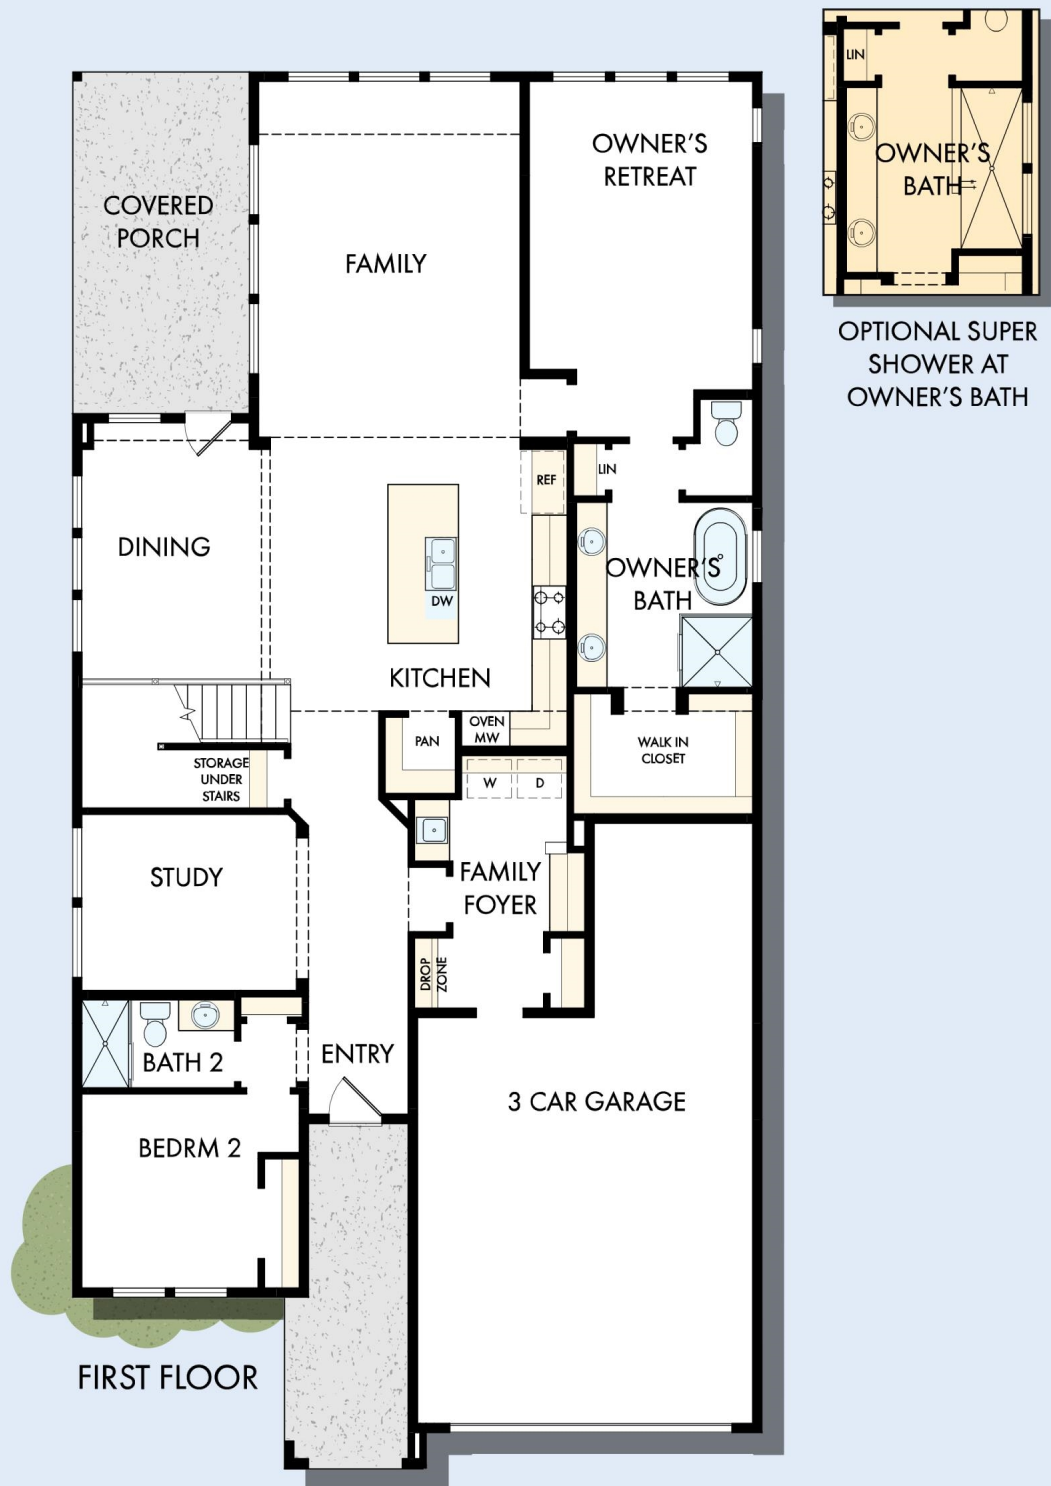 LIN
OWNER'S
BATH
OPTIONAL SUPER
SHOWER AT
OWNER'S BATH
COVERED
PORCH
FAMILY
OWNER'S
RETREAT
LIN
REF
DINING
DW
OWNER'S
BATH
KITCHEN
PAN
OVEN
MW
WALK IN
CLOSET
STORAGE
UNDER
STAIRS
W
D
STUDY
FAMILY
FOYER
DROP
ZONE
BATH 2
ENTRY
3 CAR GARAGE
BEDRM 2
FIRST FLOOR